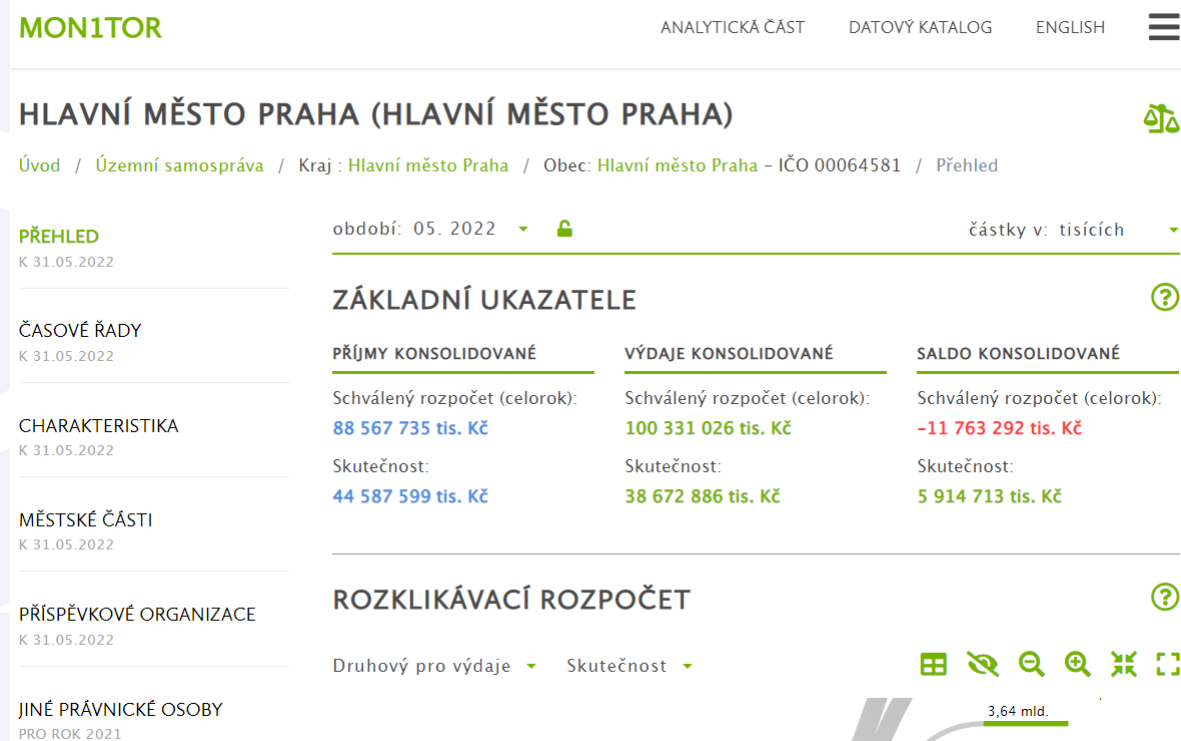 MON1TOR
ANALYTICKÁ ČÁST DATOVÝ KATALOG ENGLISH
HLAVNÍ MĚSTO PRAHA (HLAVNÍ MĚSTO PRAHA)
Úvod / Územní samospráva / Kraj : Hlavní město Praha / Obec: Hlavní město Praha – IČO 00064581 / Přehled
PŘEHLED
K 31.05.2022
ČASOVÉ ŘADY
K 31.05.2022
CHARAKTERISTIKA
K 31.05.2022
MĚSTSKÉ ČÁSTI
K 31.05.2022
PŘÍSPĚVKOVÉ ORGANIZACE
K 31.05.2022
JINÉ PRÁVNICKÉ OSOBY
PRO ROK 2021
období: 05. 2022
částky v: tisících
ZÁKLADNÍ UKAZATELE
PŘÍJMY KONSOLIDOVANÉ
Schválený rozpočet (celorok):
88 567 735 tis. Kč
Skutečnost:
44 587 599 tis. Kč
VÝDAJE KONSOLIDOVANÉ
Schválený rozpočet (celorok):
100 331 026 tis. Kč
Skutečnost:
38 672 886 tis. Kč
SALDO KONSOLIDOVANÉ
Schválený rozpočet (celorok):
-11 763 292 tis. Kč
Skutečnost:
5 914 713 tis. Kč
ROZKLIKÁVACÍ ROZPOČET
Druhový pro výdaje Skutečnost
3,64 mld.